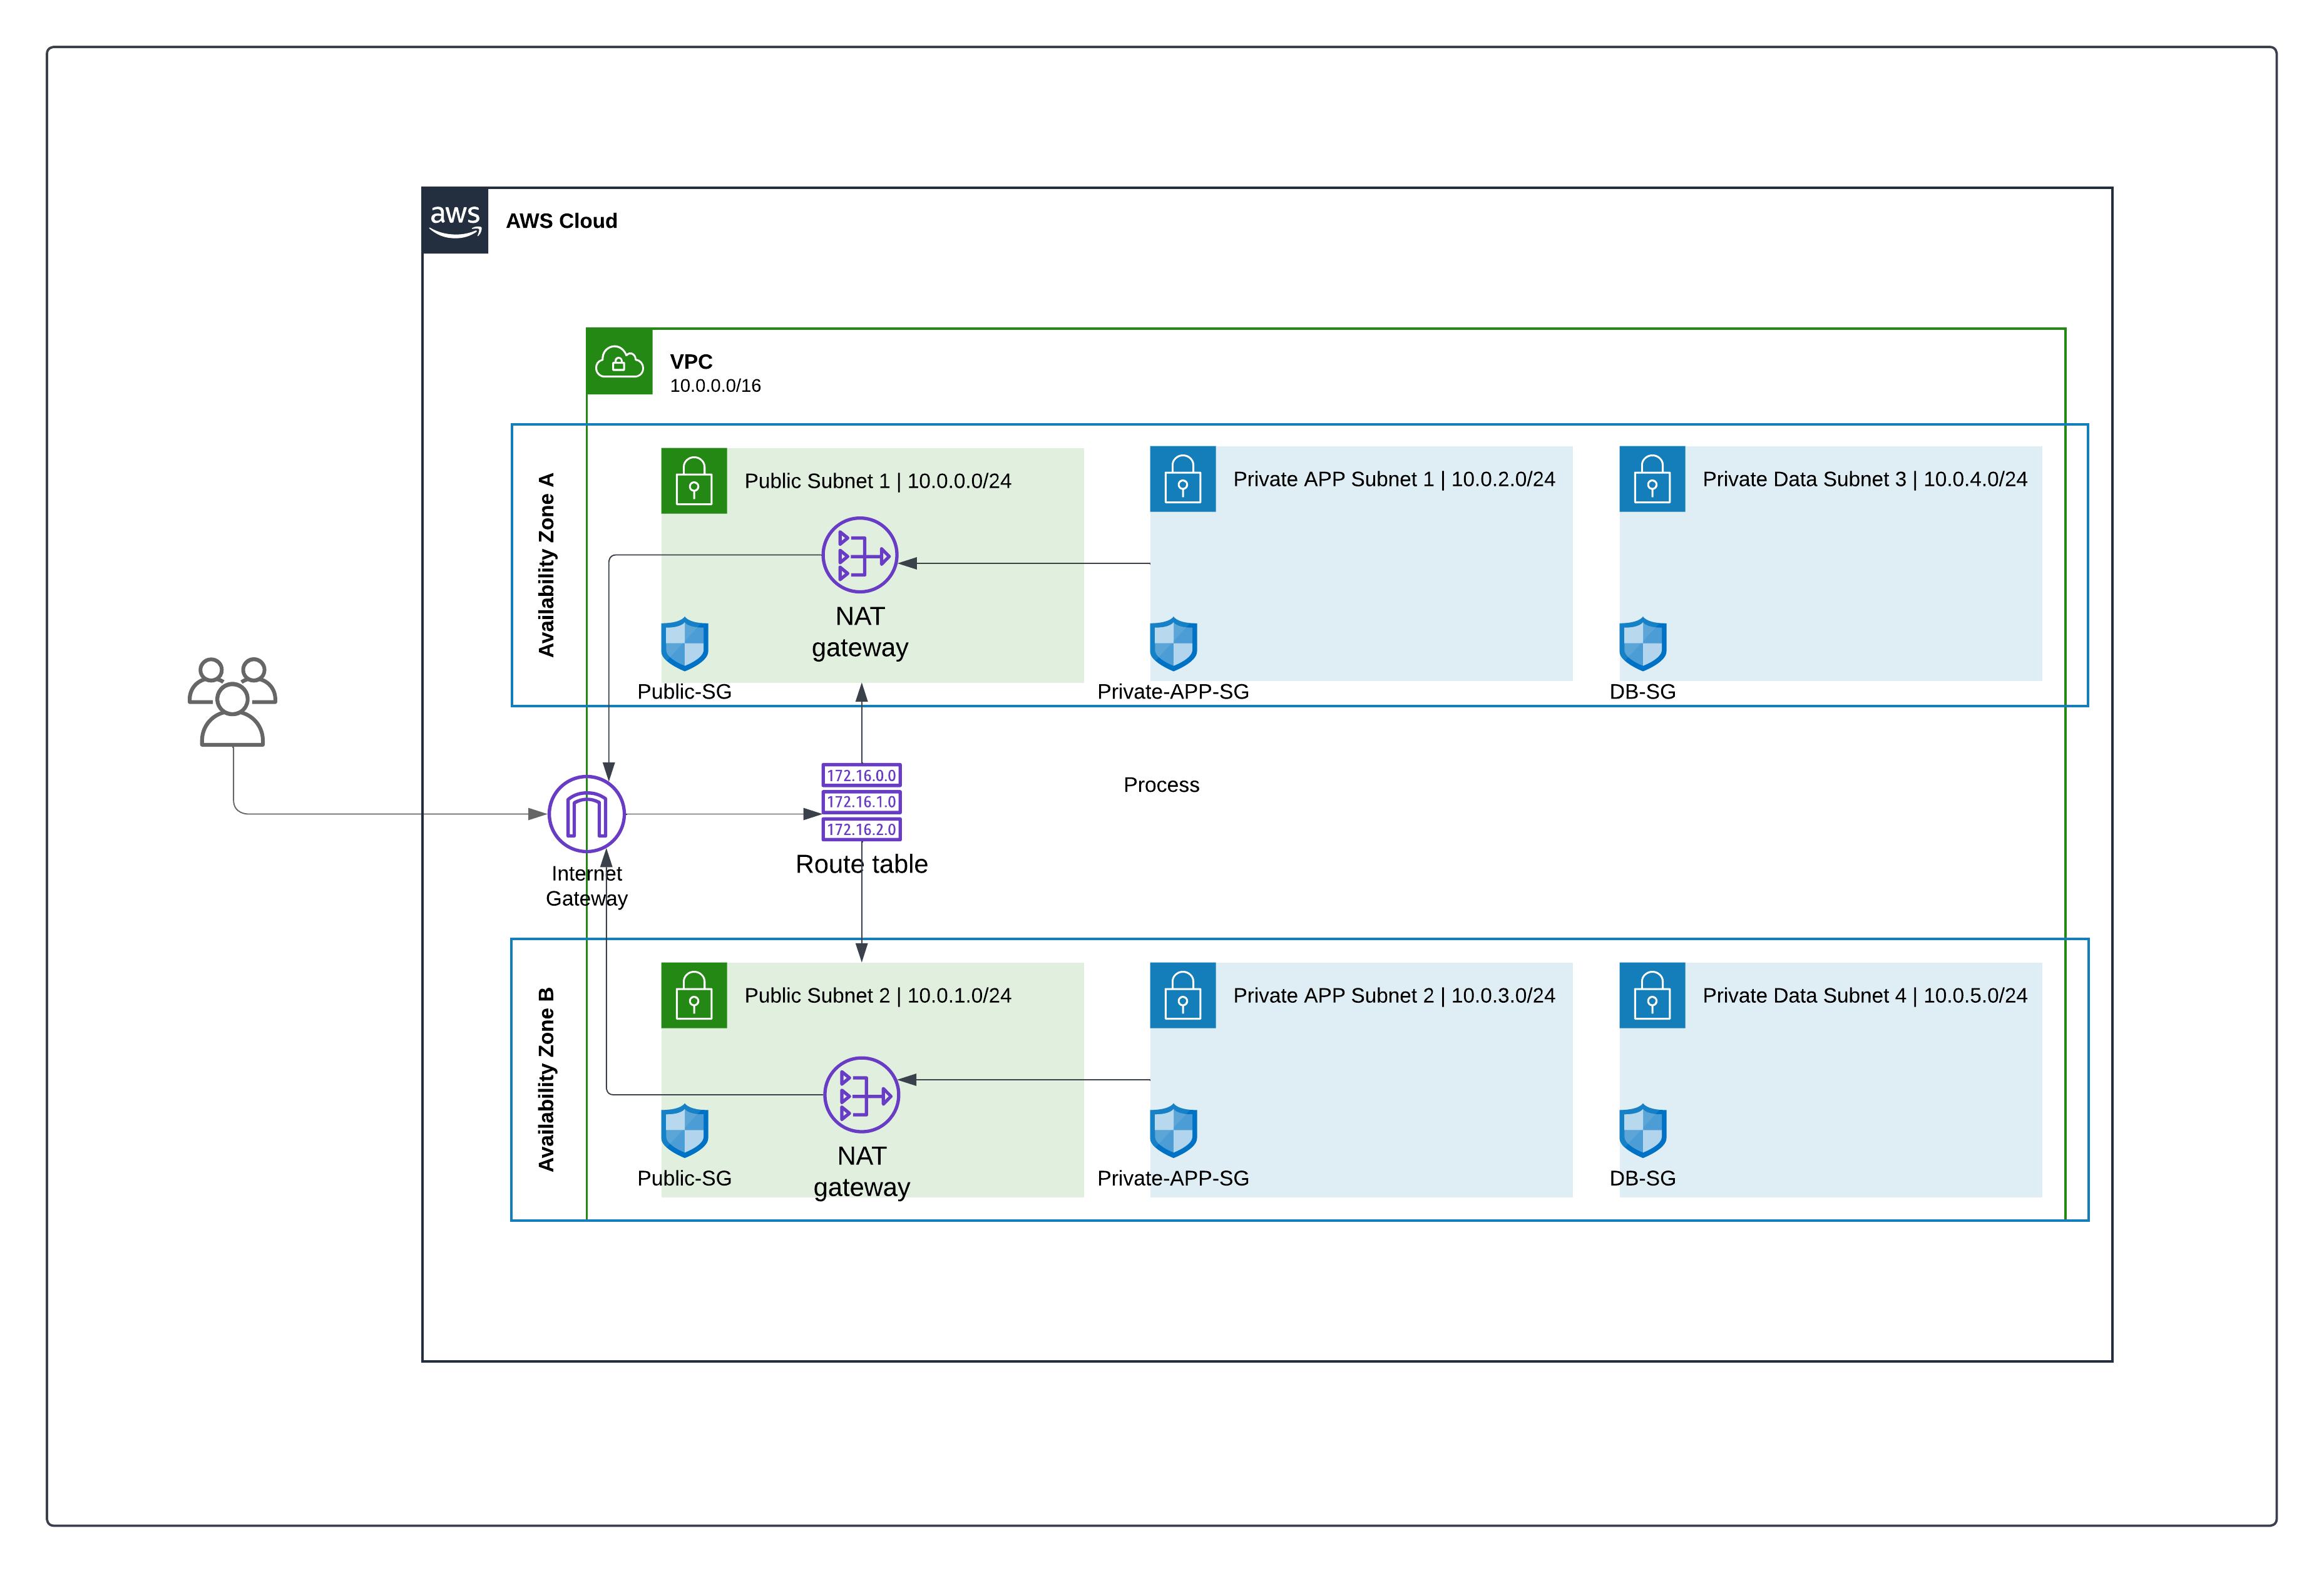 aws
AWS Cloud
VPC
10.0.0.0/16
Availability Zone A
Public Subnet 1 | 10.0.0.0/24
Private APP Subnet 1 | 10.0.2.0/24
Private Data Subnet 3 | 10.0.4.0/24
NAT
gateway
Public-SG
Private-APP-SG
DB-SG
172.16.0.0
172.16.1.0
172.16.2.0
Route table
Process
Internet
Gateway
Availability Zone B
Public Subnet 2 | 10.0.1.0/24
Private APP Subnet 2 | 10.0.3.0/24
Private Data Subnet 4 | 10.0.5.0/24
NAT
gateway
Public-SG
Private-APP-SG
DB-SG